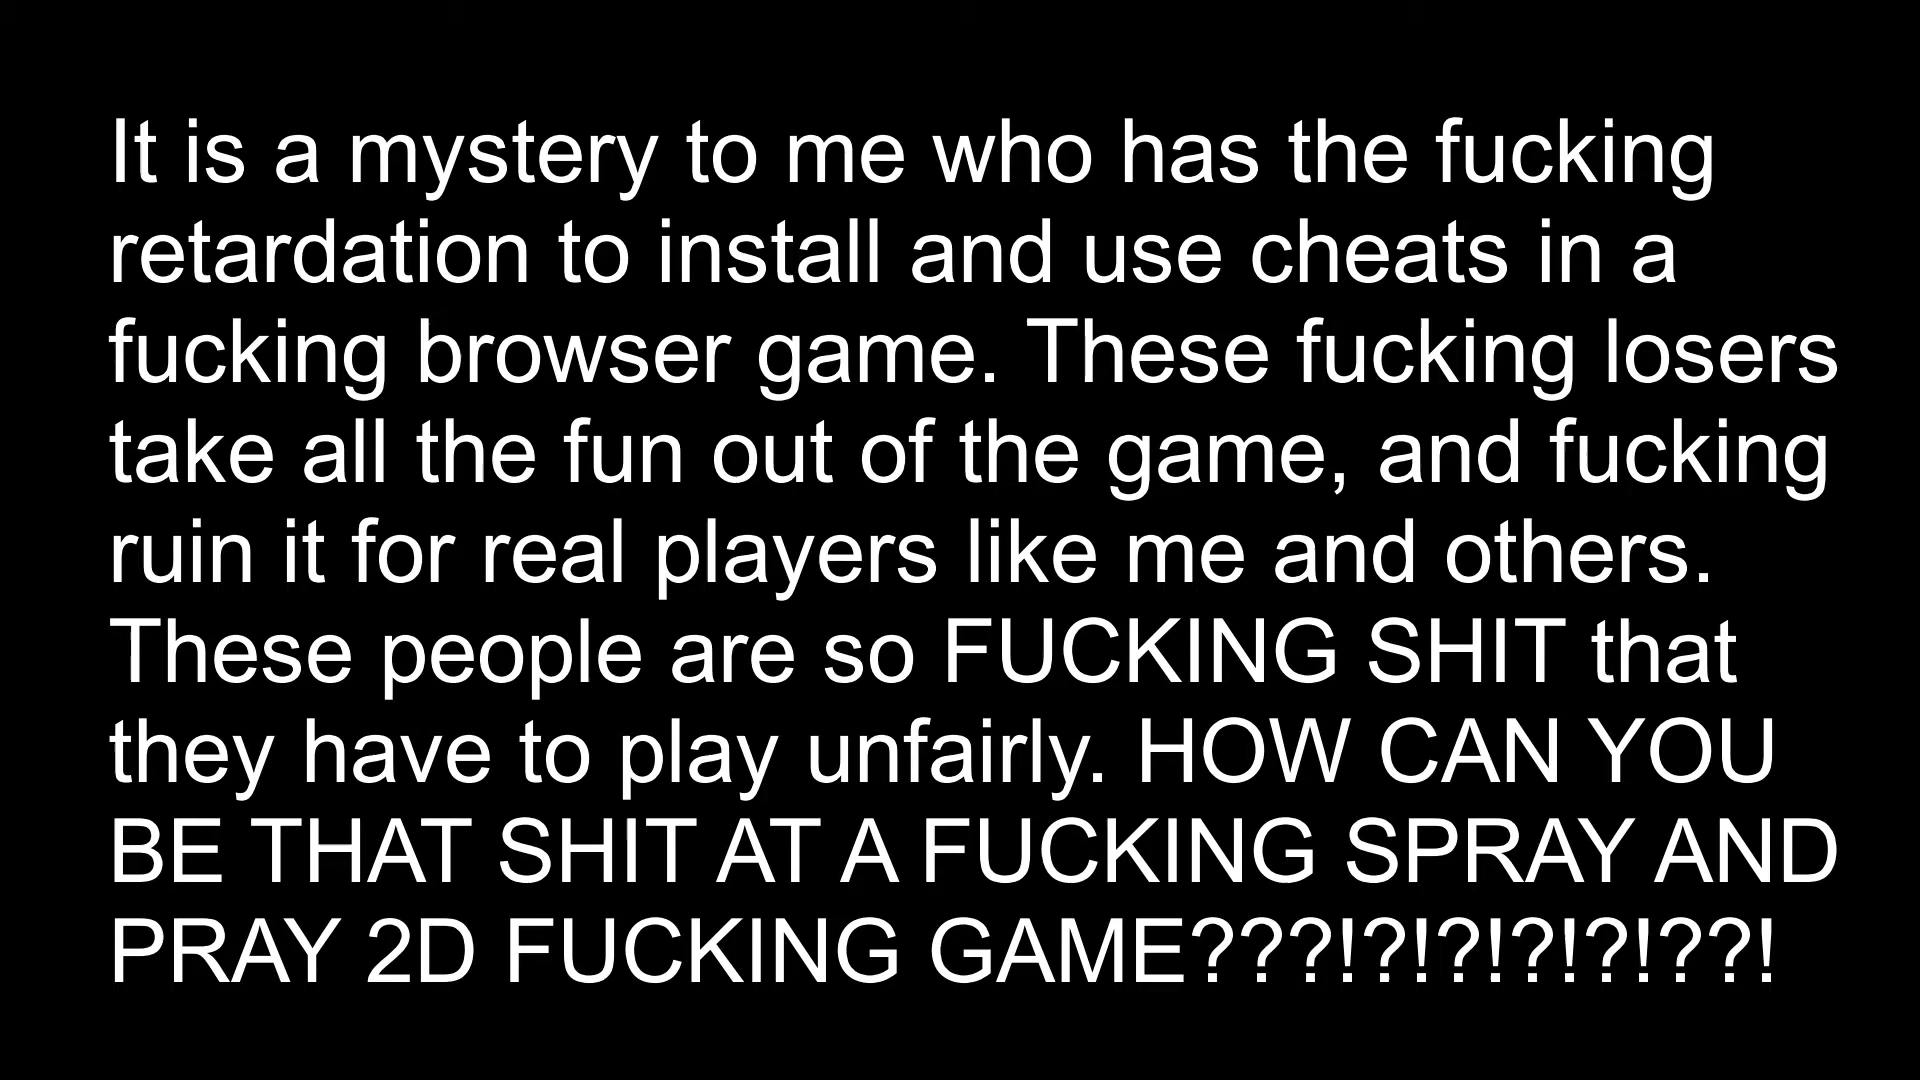 It is a mystery to me who has the fucking
retardation to install and use cheats in a
fucking browser game. These fucking losers
take all the fun out of the game, and fucking
ruin it for real players like me and others.
These people are so FUCKING SHIT that
they have to play unfairly. HOW CAN YOU
BE THAT SHIT AT A FUCKING SPRAY AND
PRAY 2D FUCKING GAME???!?!?!?!?!??!